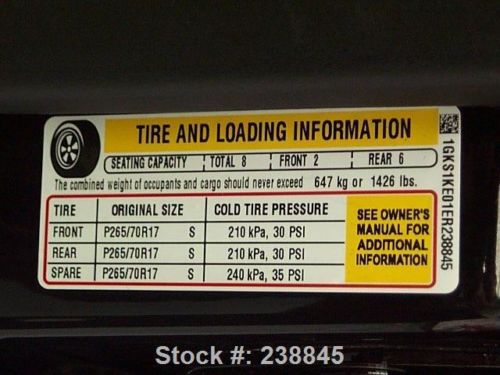 TIRE AND LOADING INFORMATION
SEATING CAPACITY TOTAL 8 FRONT 2 REAR 6
The combined weight of occupants and cargo should never exceed 647 kg or 1426 lbs.
TIRE ORIGINAL SIZE COLD TIRE PRESSURE
FRONT P265/70R17 S 210 kPa, 30 PSI
REAR P265/70R17 S 210 kPa, 30 PSI
SPARE P265/70R17 S 240 kPa, 35 PSI
SEE OWNER'S
MANUAL FOR
ADDITIONAL
INFORMATION
1GKS1KE01ER238845
Stock #: 238845